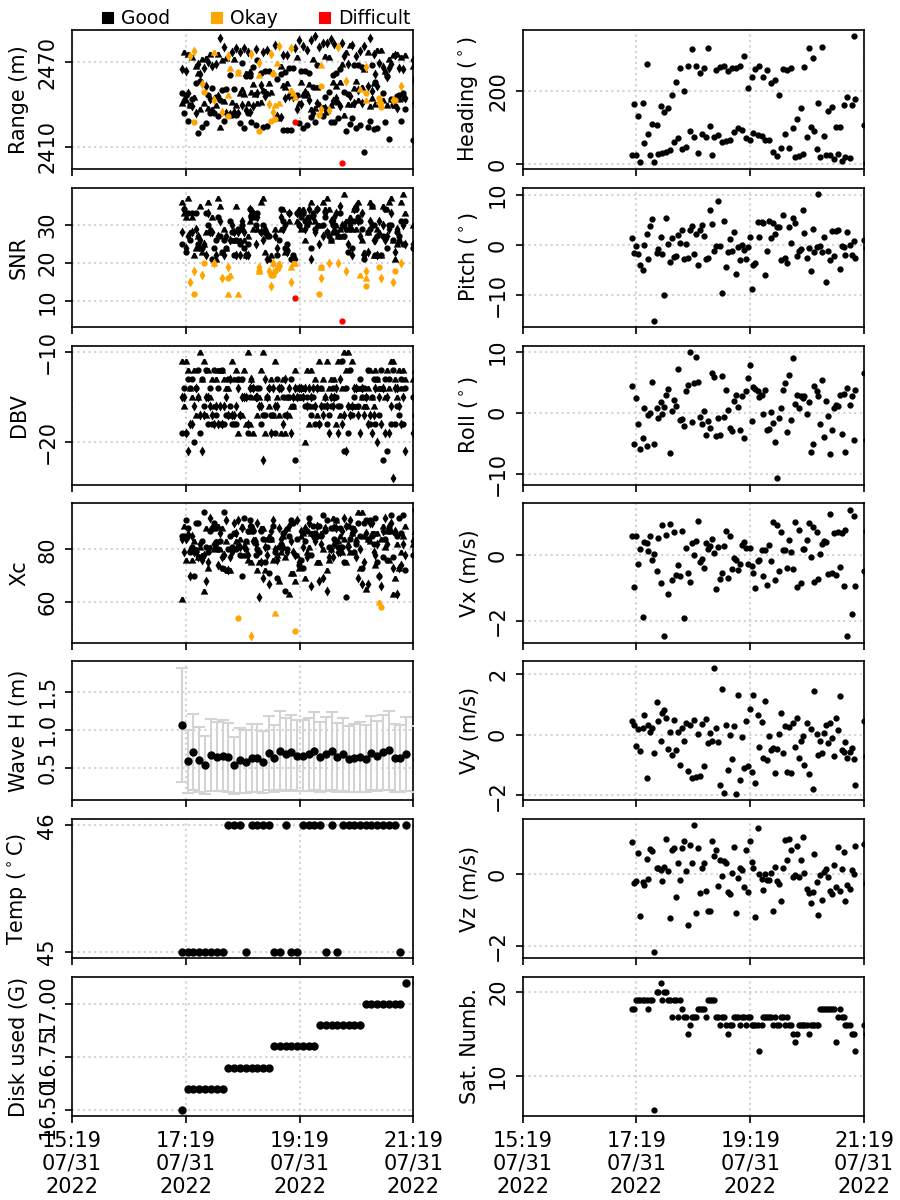 Good Okay Difficult
Range (m)
2470
2410
Heading (°)
200
0
SNR
30
20
10
Pitch (°)
10
0
−10
DBV
−10
−20
Roll (°)
10
0
−10
Xc
80
60
Vx (m/s)
0
−2
Wave H (m)
1.5
1.0
0.5
Vy (m/s)
2
0
−2
Temp (°C)
46
45
Vz (m/s)
0
−2
Disk used (G)
17.00
16.75
16.50
Sat. Numb.
20
10
15:19 17:19 19:19 21:19 15:19 17:19 19:19 21:19
07/31 07/31 07/31 07/31 07/31 07/31 07/31 07/31
2022 2022 2022 2022 2022 2022 2022 2022